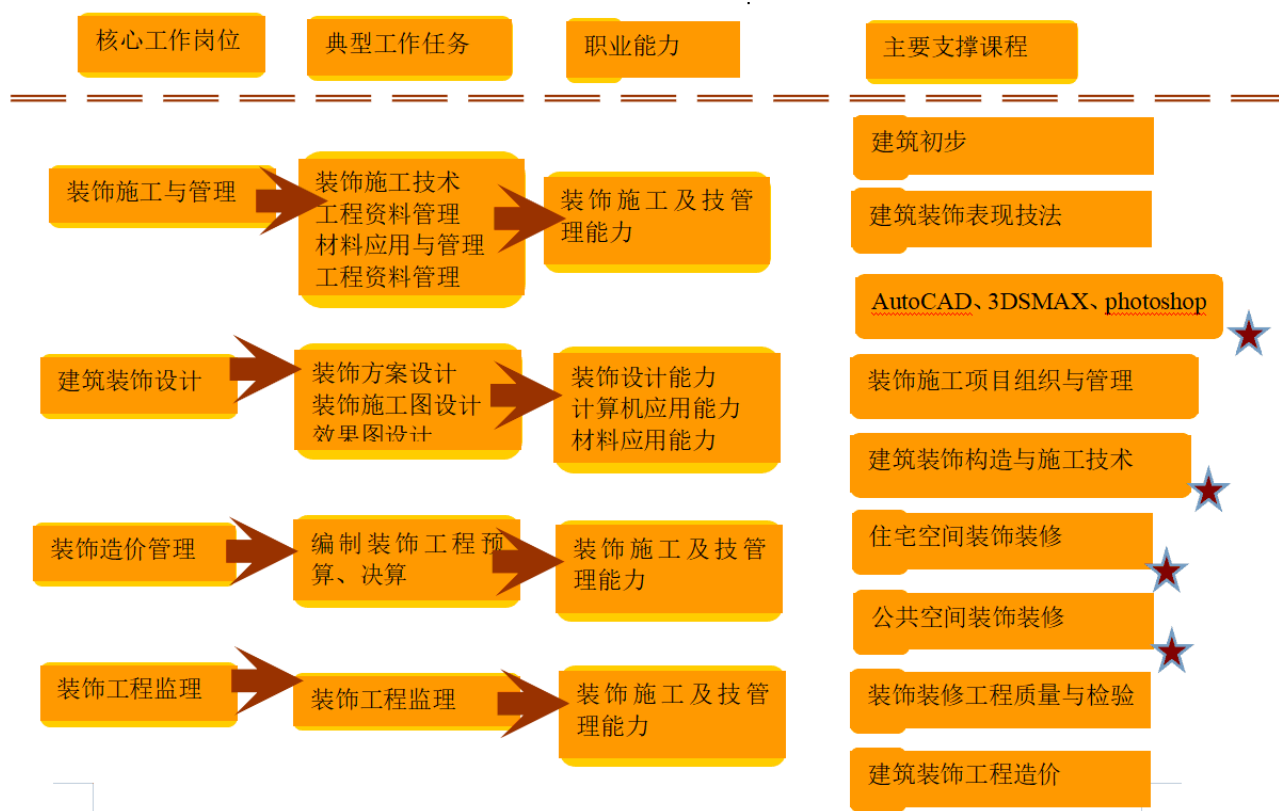 核心工作岗位
典型工作任务
职业能力
主要支撑课程
装饰施工与管理
装饰施工技术
工程资料管理
材料应用与管理
工程资料管理
装饰施工及技管
理能力
建筑装饰设计
装饰方案设计
装饰施工图设计
效果图设计
装饰设计能力
计算机应用能力
材料应用能力
装饰造价管理
编制装饰工程预
算、决算
装饰施工及技管
理能力
装饰工程监理
装饰工程监理
装饰施工及技管
理能力
建筑初步
建筑装饰表现技法
AutoCAD、3DSMAX、photoshop
装饰施工项目组织与管理
建筑装饰构造与施工技术
住宅空间装饰装修
公共空间装饰装修
装饰装修工程质量与检验
建筑装饰工程造价